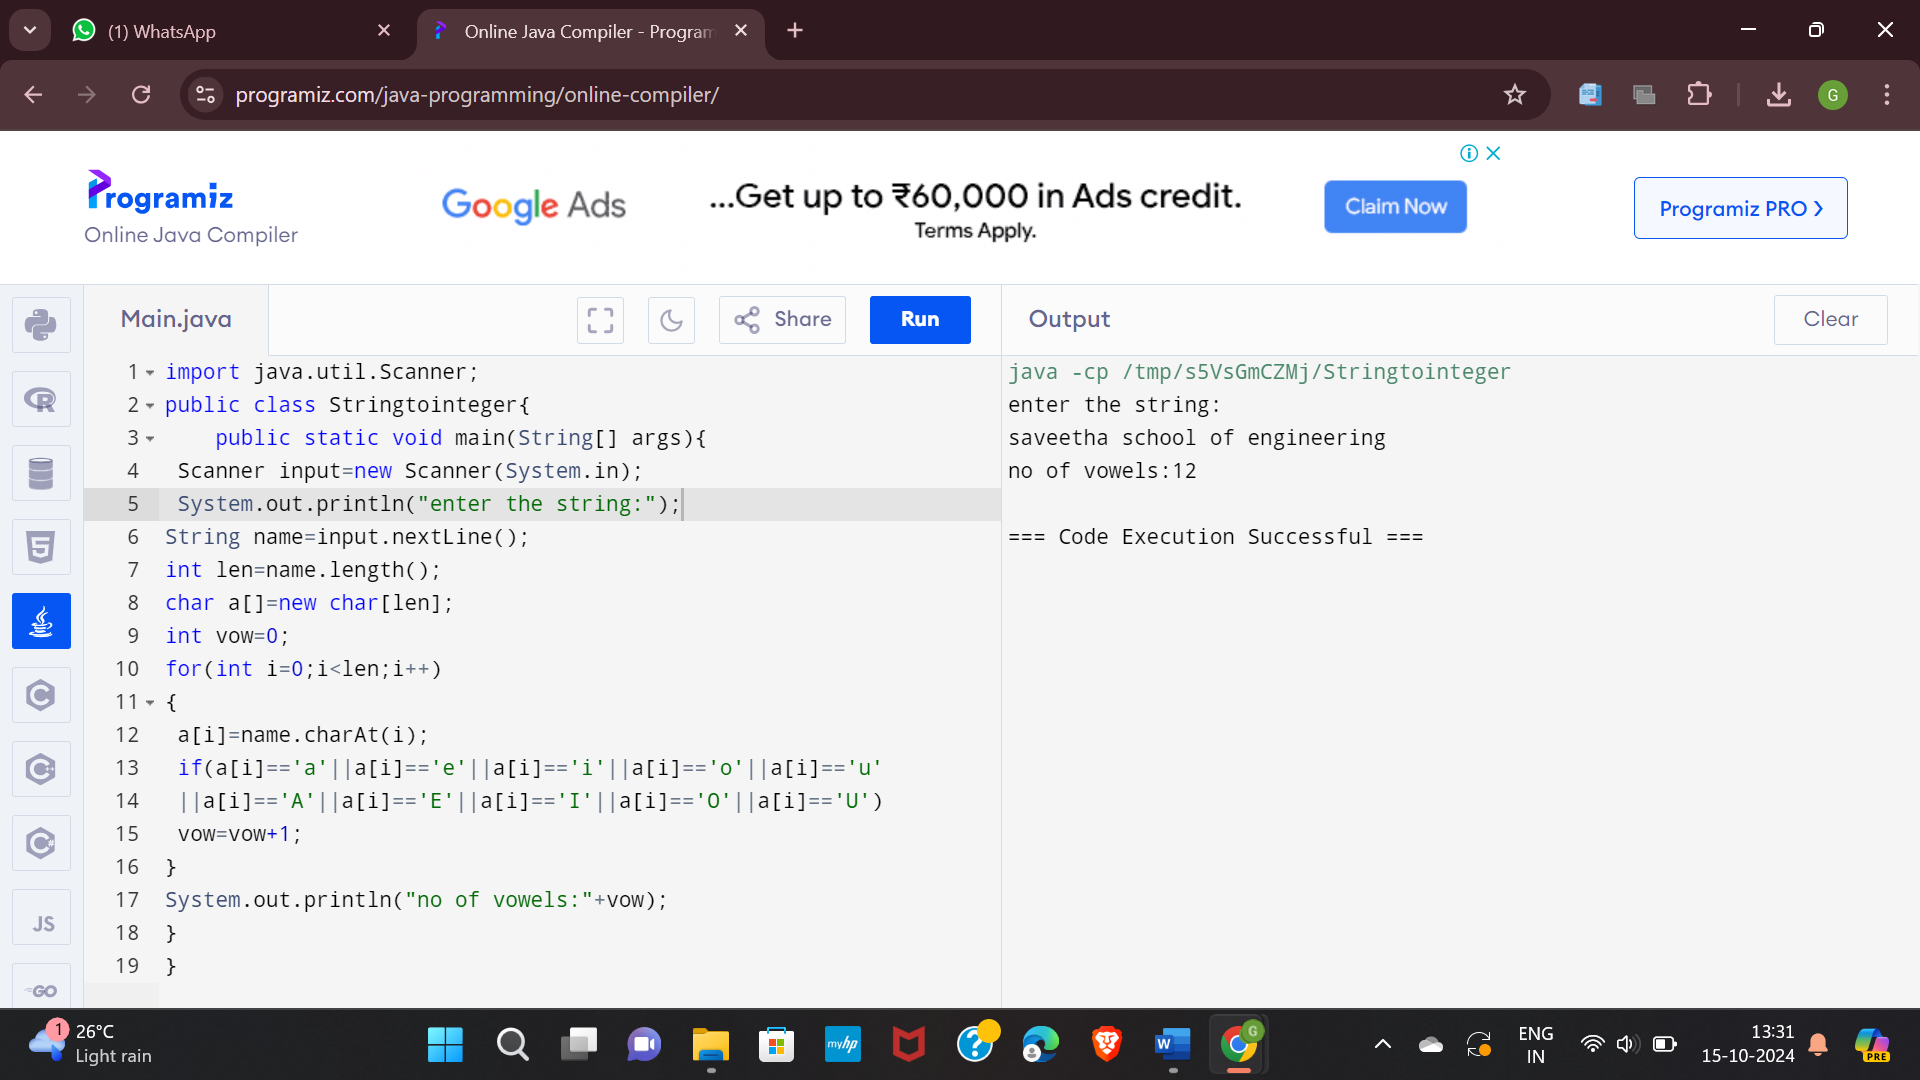 (1) WhatsApp
Online Java Compiler - Program
programiz.com/java-programming/online-compiler/
G
Programiz
Online Java Compiler
Google Ads
...Get up to ₹60,000 in Ads credit.
Terms Apply.
Claim Now
Programiz PRO
Main.java
Share
Run
Output
Clear
1 import java.util.Scanner;
2 public class Stringtointeger{
3 public static void main(String[] args){
4 Scanner input=new Scanner(System.in);
5 System.out.println("enter the string:");
6 String name=input.nextLine();
7 int len=name.length();
8 char a[]=new char[len];
9 int vow=0;
10 for(int i=0;i<len;i++)
11 {
12 a[i]=name.charAt(i);
13 if(a[i]=='a'||a[i]=='e'||a[i]=='i'||a[i]=='o'||a[i]=='u'
14 ||a[i]=='A'||a[i]=='E'||a[i]=='I'||a[i]=='O'||a[i]=='U')
15 vow=vow+1;
16 }
17 System.out.println("no of vowels:"+vow);
18 }
19 }
java -cp /tmp/s5VsGmCZMj/Stringtointeger
enter the string:
saveetha school of engineering
no of vowels:12
=== Code Execution Successful ===
R
5
C
C
C
JS
GO
1
26°C
Light rain
myhp
?
W
G
ENG
IN
13:31
15-10-2024
PRE